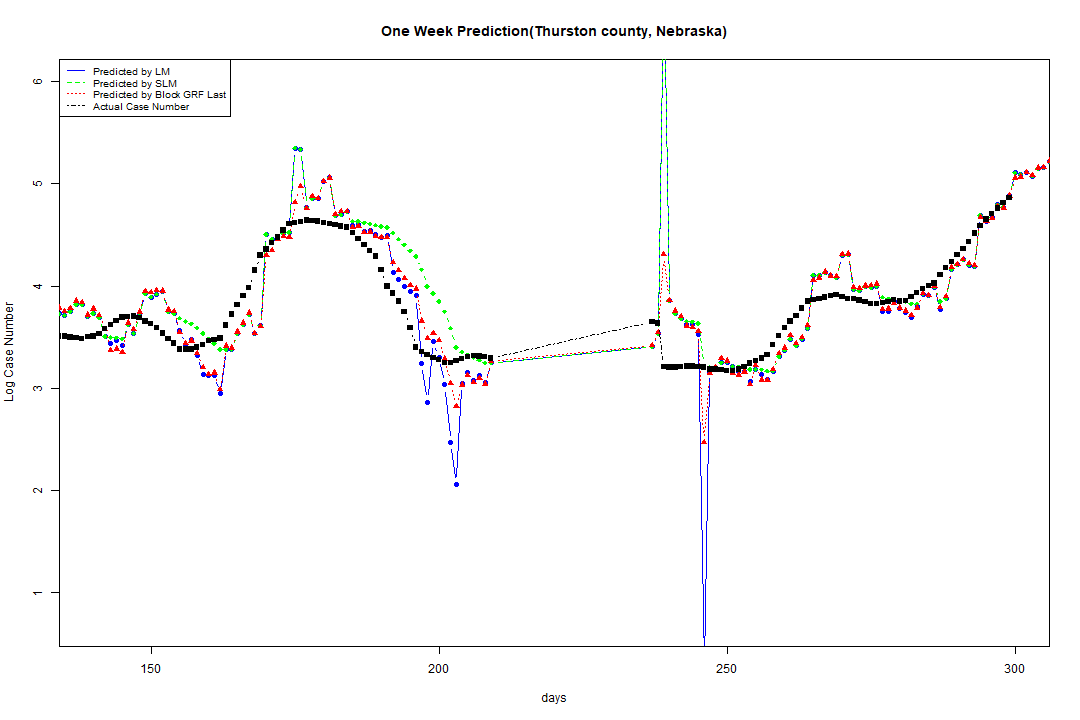 One Week Prediction(Thurston county, Nebraska)
Predicted by LM
Predicted by SLM
Predicted by Block GRF Last
Actual Case Number
Log Case Number
6
5
4
3
2
1
150
200
250
300
days